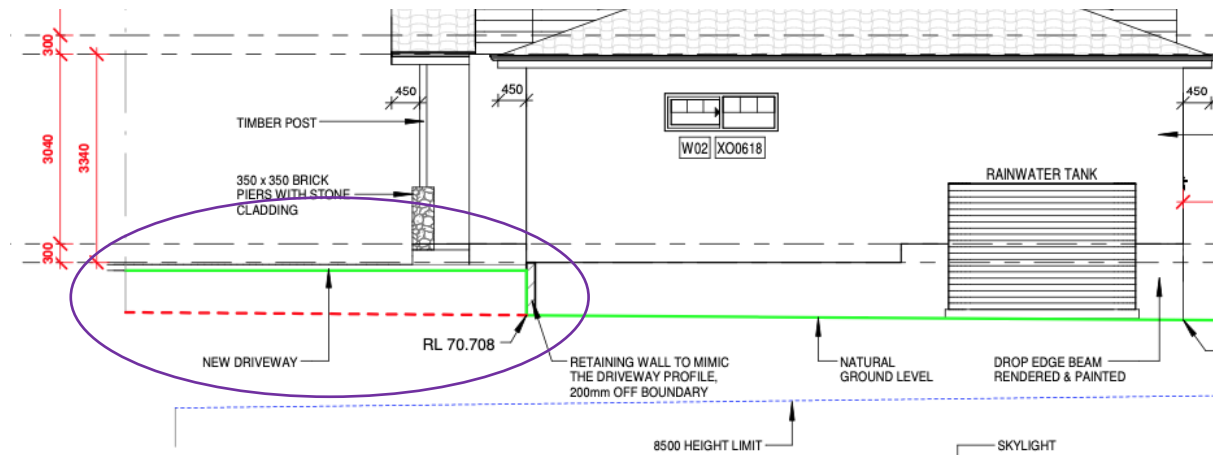 300
450
450
450
TIMBER POST
3040
3340
W02
XO0618
350 x 350 BRICK
PIERS WITH STONE
CLADDING
RAINWATER TANK
300
NEW DRIVEWAY
RL 70.708
RETAINING WALL TO MIMIC
THE DRIVEWAY PROFILE,
200mm OFF BOUNDARY
NATURAL
GROUND LEVEL
DROP EDGE BEAM
RENDERED & PAINTED
8500 HEIGHT LIMIT
SKYLIGHT